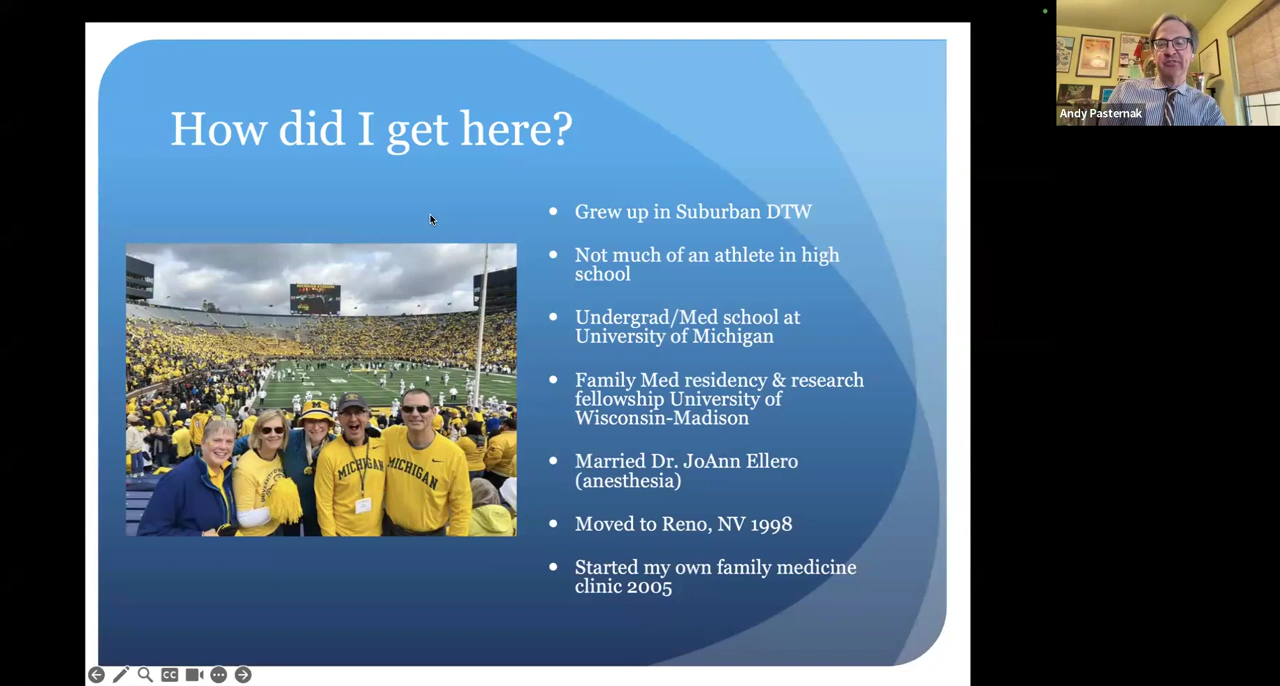 How did I get here?
Grew up in Suburban DTW
Not much of an athlete in high
school
Undergrad/Med school at
University of Michigan
Family Med residency & research
fellowship University of
Wisconsin-Madison
Married Dr. JoAnn Ellero
(anesthesia)
Moved to Reno, NV 1998
Started my own family medicine
clinic 2005
M
MICHIGAN
MICHIGAN
CC
Andy Pasternak